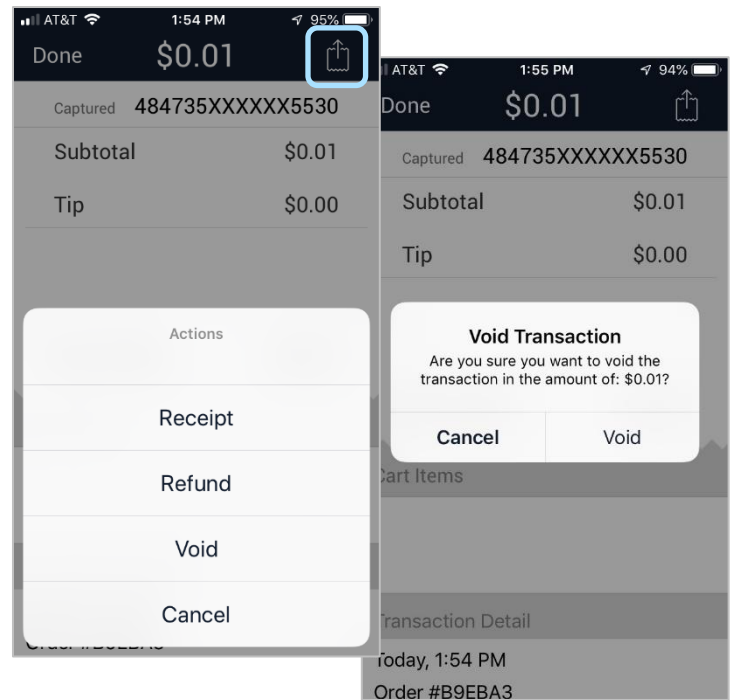 AT&T 1:54 PM 95%
Done $0.01
Captured 484735XXXXXX5530
Subtotal $0.01
Tip $0.00
Actions
Receipt
Refund
Void
Cancel
AT&T 1:55 PM 94%
Done $0.01
Captured 484735XXXXXX5530
Subtotal $0.01
Tip $0.00
Void Transaction
Are you sure you want to void the
transaction in the amount of: $0.01?
Cancel Void
Cart Items
Transaction Detail
Today, 1:54 PM
Order #B9EBA3